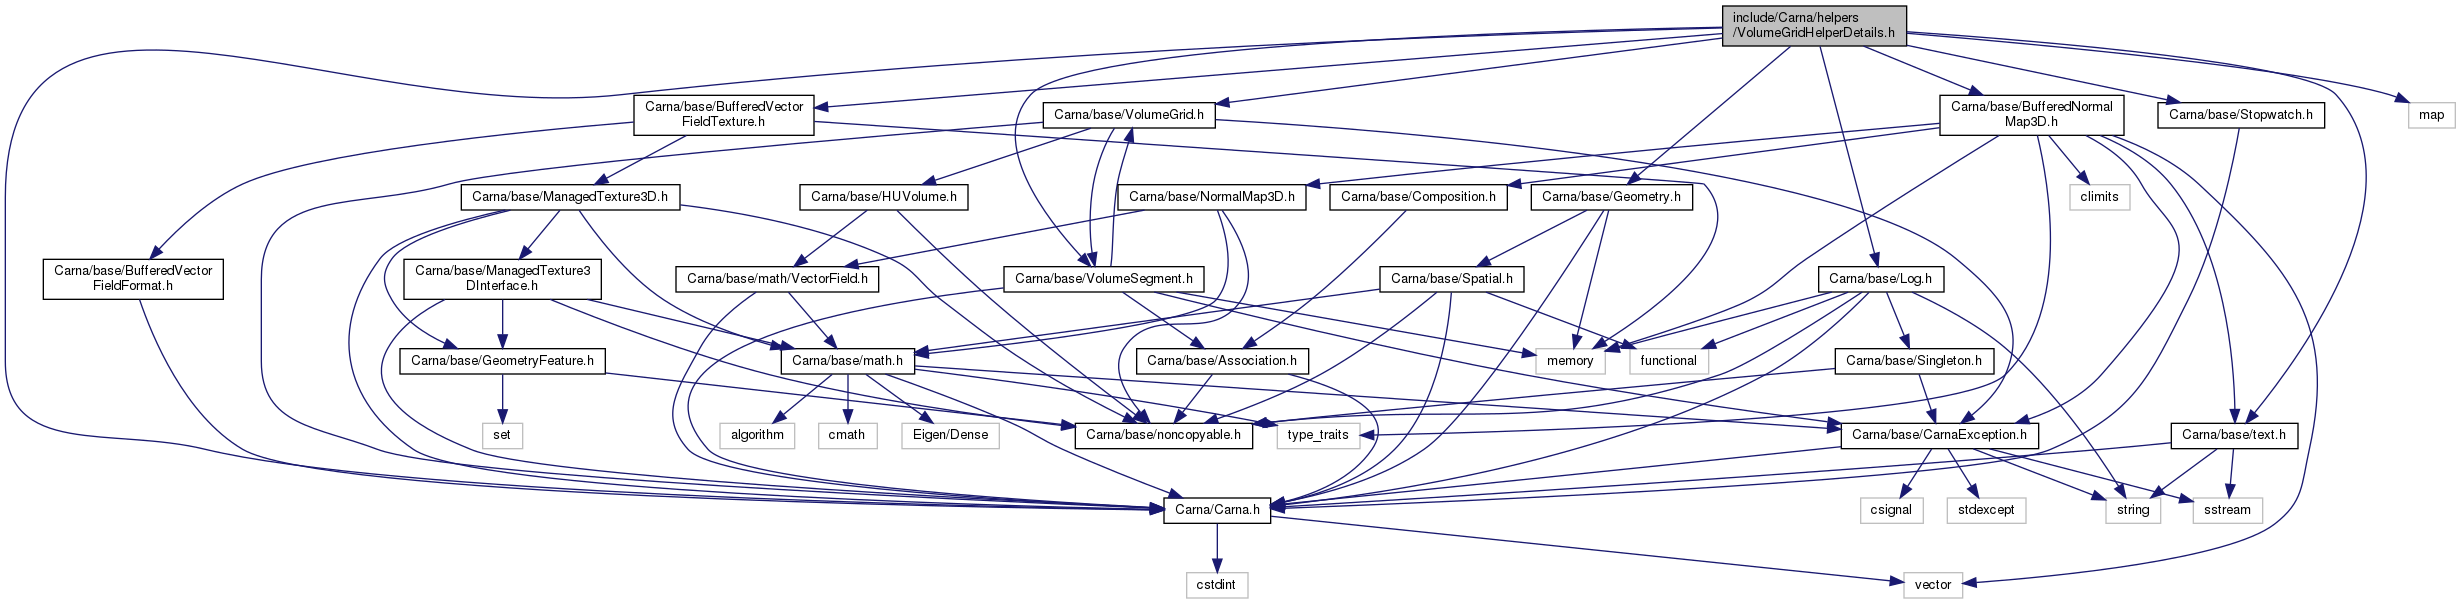 include/Carna/helpers
/VolumeGridHelperDetails.h
Carna/base/BufferedVector
FieldTexture.h
Carna/base/VolumeGrid.h
Carna/base/BufferedNormal
Map3D.h
Carna/base/Stopwatch.h
map
Carna/base/ManagedTexture3D.h
Carna/base/HUVolume.h
Carna/base/NormalMap3D.h
Carna/base/Composition.h
Carna/base/Geometry.h
climits
Carna/base/BufferedVector
FieldFormat.h
Carna/base/ManagedTexture3
DInterface.h
Carna/base/math/VectorField.h
Carna/base/VolumeSegment.h
Carna/base/Spatial.h
Carna/base/Log.h
Carna/base/GeometryFeature.h
Carna/base/math.h
Carna/base/Association.h
memory
functional
Carna/base/Singleton.h
set
algorithm
cmath
Eigen/Dense
Carna/base/noncopyable.h
type_traits
Carna/base/CarnaException.h
Carna/base/text.h
Carna/Carna.h
csignal
stdexcept
string
sstream
cstdint
vector